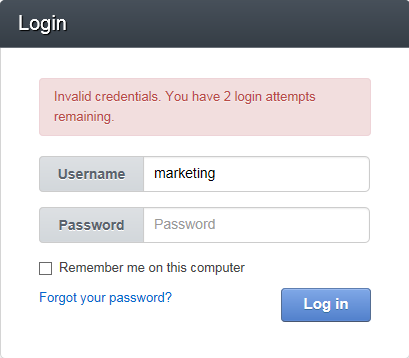 Login
Invalid credentials. You have 2 login attempts
remaining.
Username marketing
Password Password
Remember me on this computer
Forgot your password?
Log in